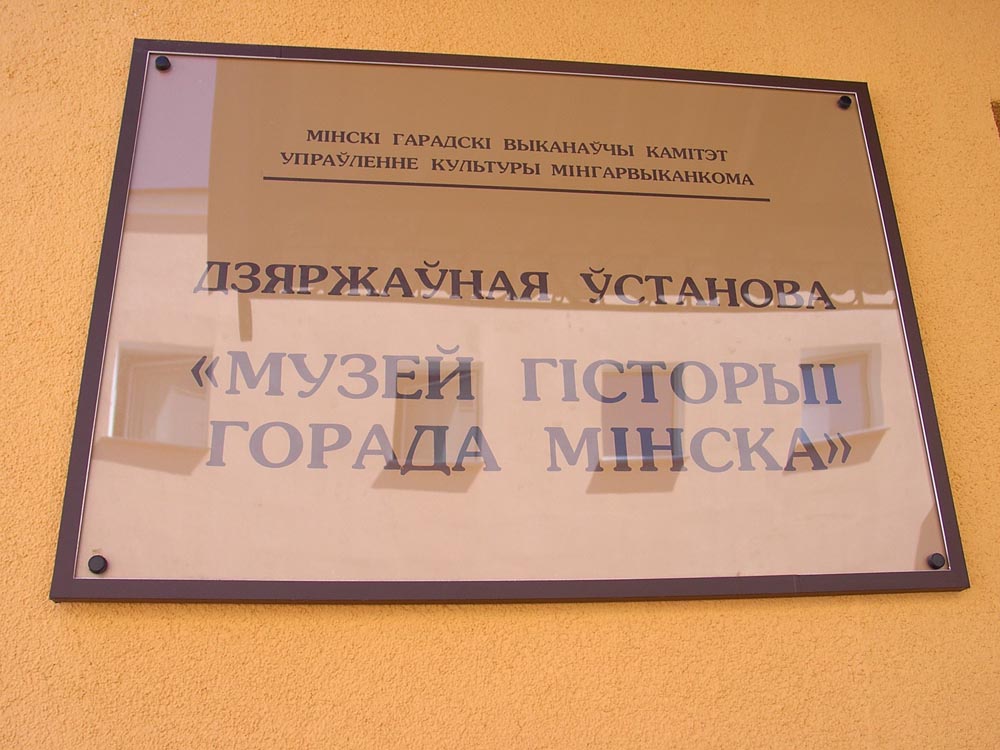 МІНСКІ ГАРАДСКІ ВЫКАНАЎЧЫ КАМІТЭТ
УПРАЎЛЕННЕ КУЛЬТУРЫ МІНГАРВЫКАНКОМА
ДЗЯРЖАЎНАЯ ЎСТАНОВА
«МУЗЕЙ ГІСТОРЫІ
ГОРАДА МІНСКА»